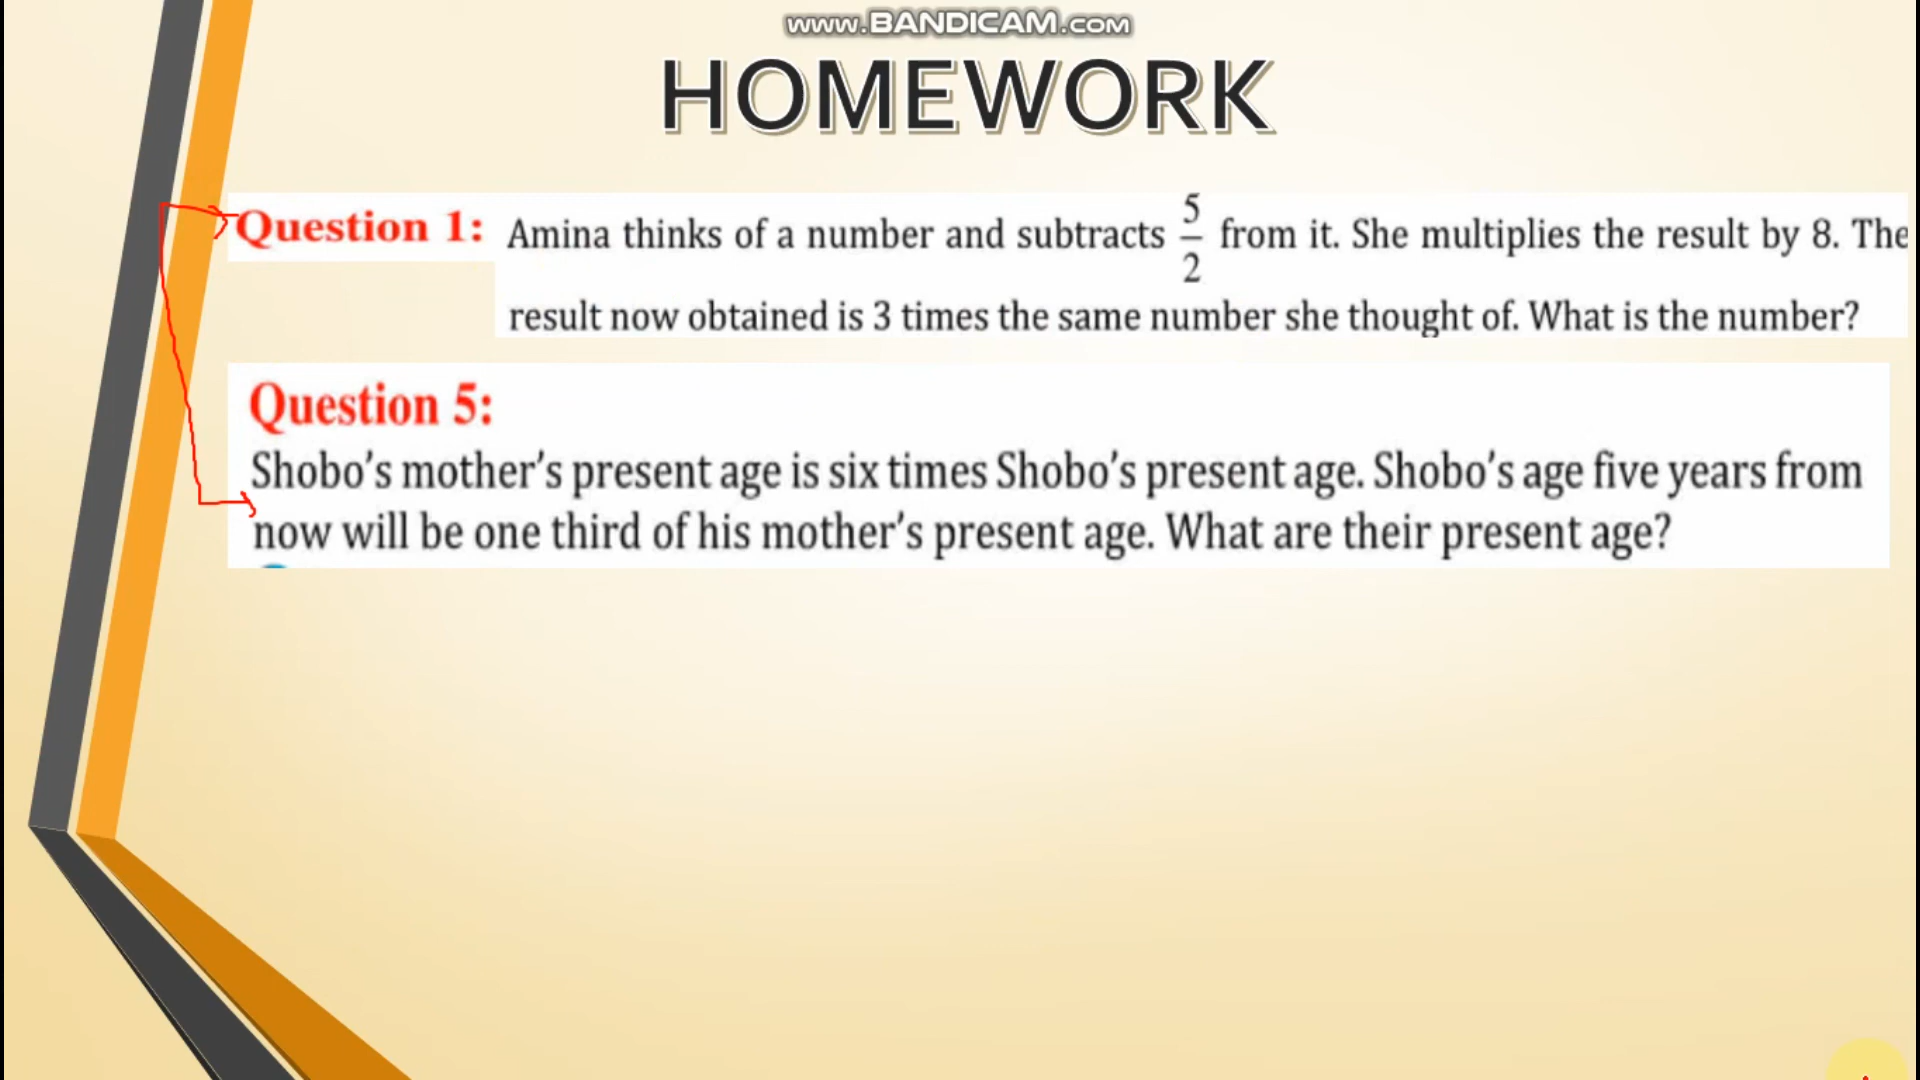 www.BANDICAM.com
HOMEWORK
Question 1: Amina thinks of a number and subtracts 5/2 from it. She multiplies the result by 8. The
result now obtained is 3 times the same number she thought of. What is the number?
Question 5:
Shobo’s mother’s present age is six times Shobo’s present age. Shobo’s age five years from
now will be one third of his mother’s present age. What are their present age?